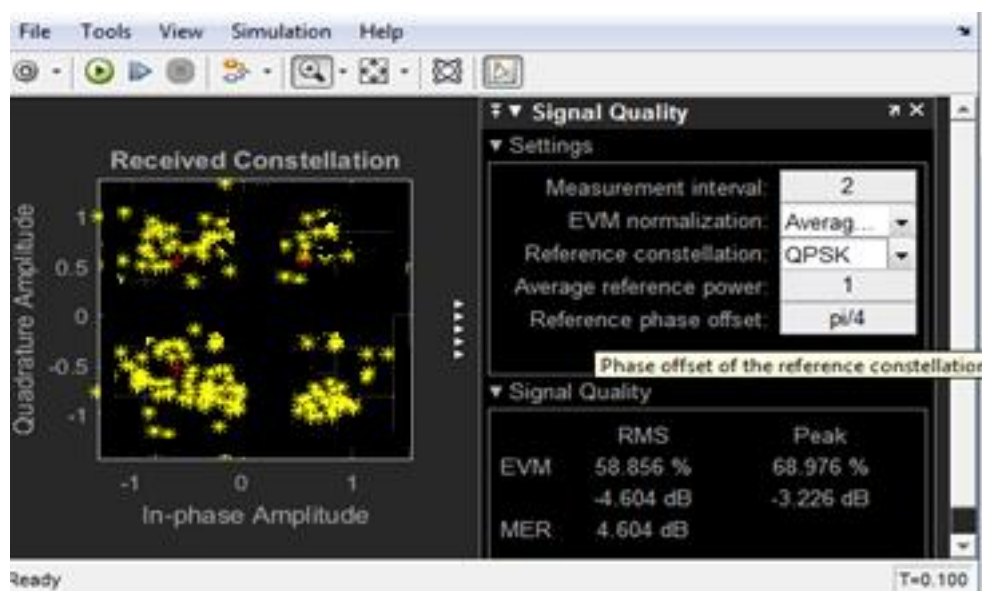 File Tools View Simulation Help
Signal Quality
Settings
Received Constellation
Measurement interval: 2
EVM normalization: Averag...
Reference constellation: QPSK
Average reference power: 1
Reference phase offset: pi/4
Phase offset of the reference constellation
Quadrature Amplitude
1
0.5
0
-0.5
-1
-1 0 1
In-phase Amplitude
Signal Quality
RMS Peak
EVM 58.856 % 68.976 %
-4.604 dB -3.226 dB
MER 4.604 dB
Ready T=0.100